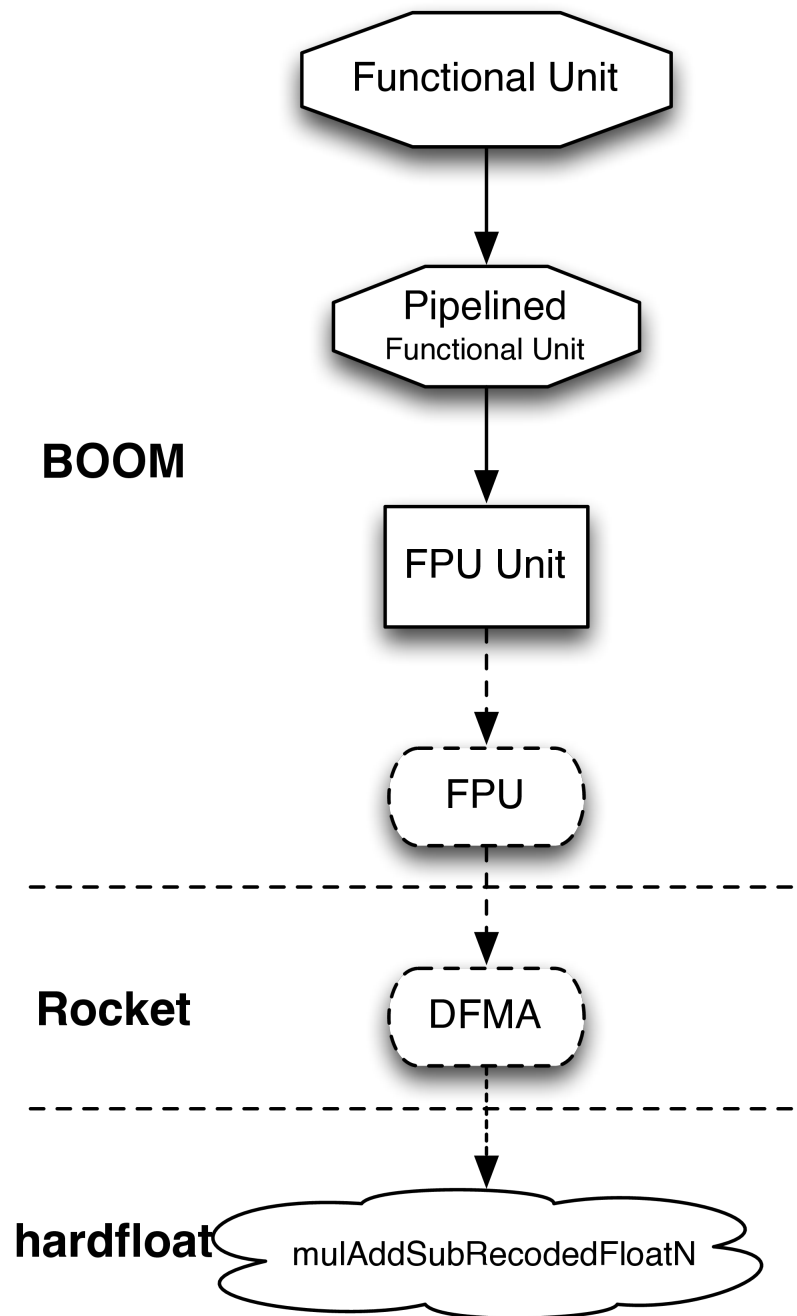 Functional Unit
Pipelined
Functional Unit
BOOM
FPU Unit
FPU
Rocket
DFMA
hardfloat
mulAddSubRecodedFloatN